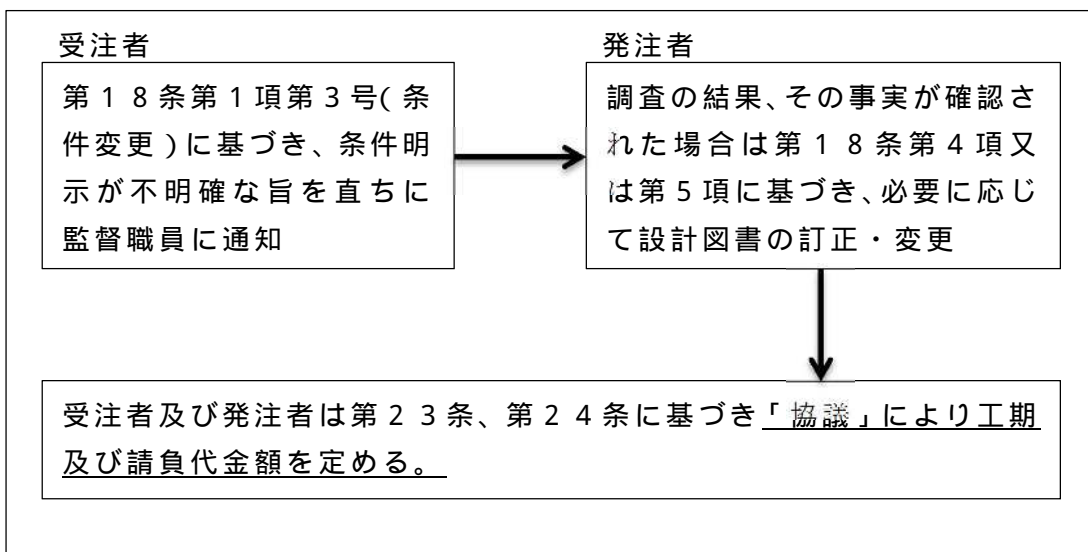 受注者
第18条第1項第3号(条
件変更)に基づき、条件明
示が不明確な旨を直ちに
監督職員に通知
発注者
調査の結果、その事実が確認さ
れた場合は第18条第4項又
は第5項に基づき、必要に応じ
て設計図書の訂正・変更
受注者及び発注者は第23条、第24条に基づき「協議」により工期
及び請負代金額を定める。